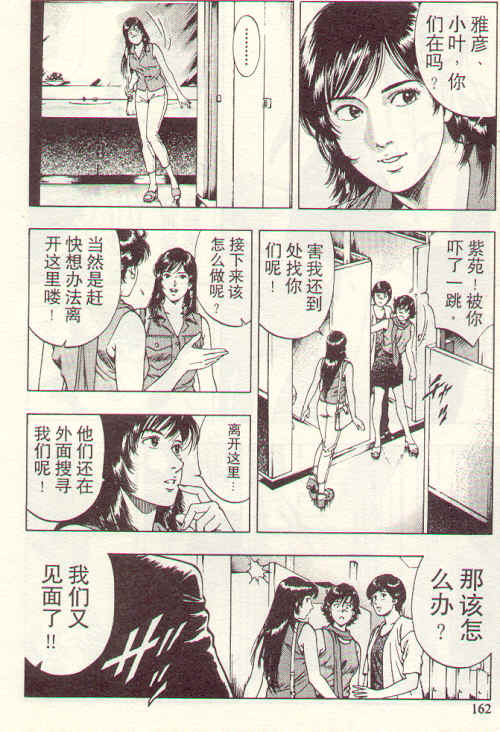 雅彦、
小叶，你
们在吗？
…………
紫苑！被你
吓了一跳。
害我还到
处找你
们呢！
接下来该
怎么做呢？
当然是赶
快想办法离
开这里喽！
离开这里…
他们还在
外面搜寻
我们呢！
那该怎
么办？
我们又
见面了!!
162